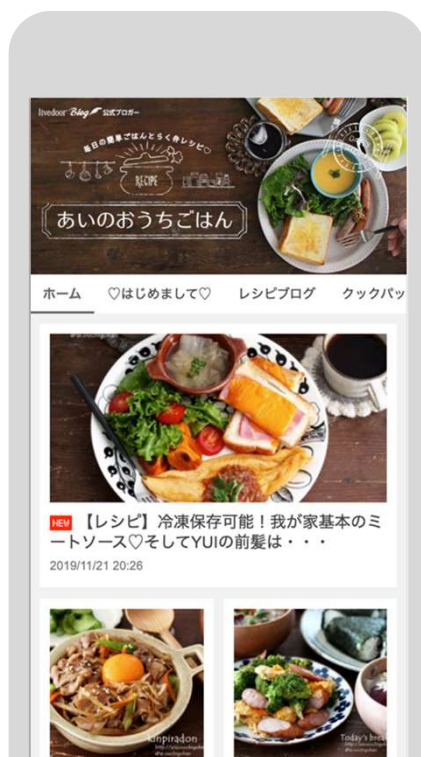 livedoor Blog 公式ブロガー
毎日の簡単ごはんとらく弁レシピ♡
RECIPE
あいのおうちごはん
ホーム ♡はじめまして♡ レシピブログ クックパッ
NEW 【レシピ】冷凍保存可能！我が家基本のミ
ートソース♡そしてYUIの前髪は・・・
2019/11/21 20:26
kinpiradon
Today's brea